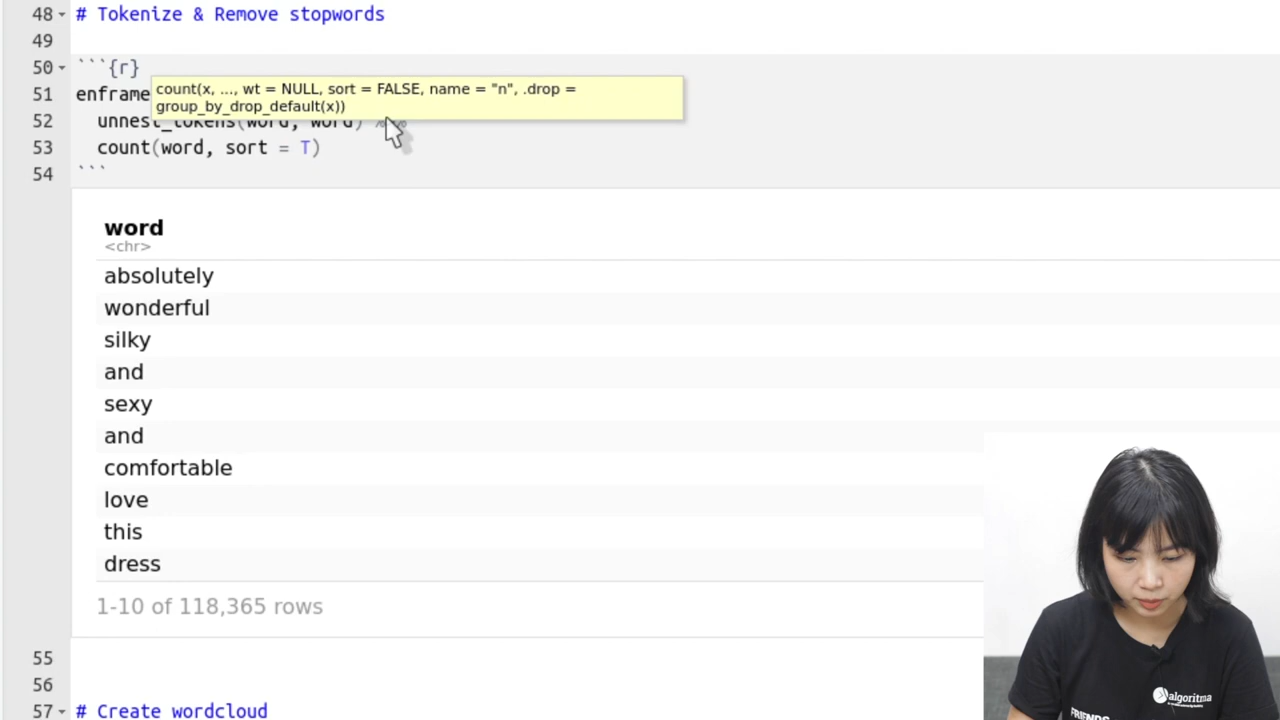 48 # Tokenize & Remove stopwords
49
50 ```{r}
51 enframe
count(x, ..., wt = NULL, sort = FALSE, name = "n", .drop =
group_by_drop_default(x))
52 unnest_tokens(word, word) %>%
53 count(word, sort = T)
54 ```
word
<chr>
absolutely
wonderful
silky
and
sexy
and
comfortable
love
this
dress
1-10 of 118,365 rows
55
56
57 # Create wordcloud
algoritma
FRIENDS